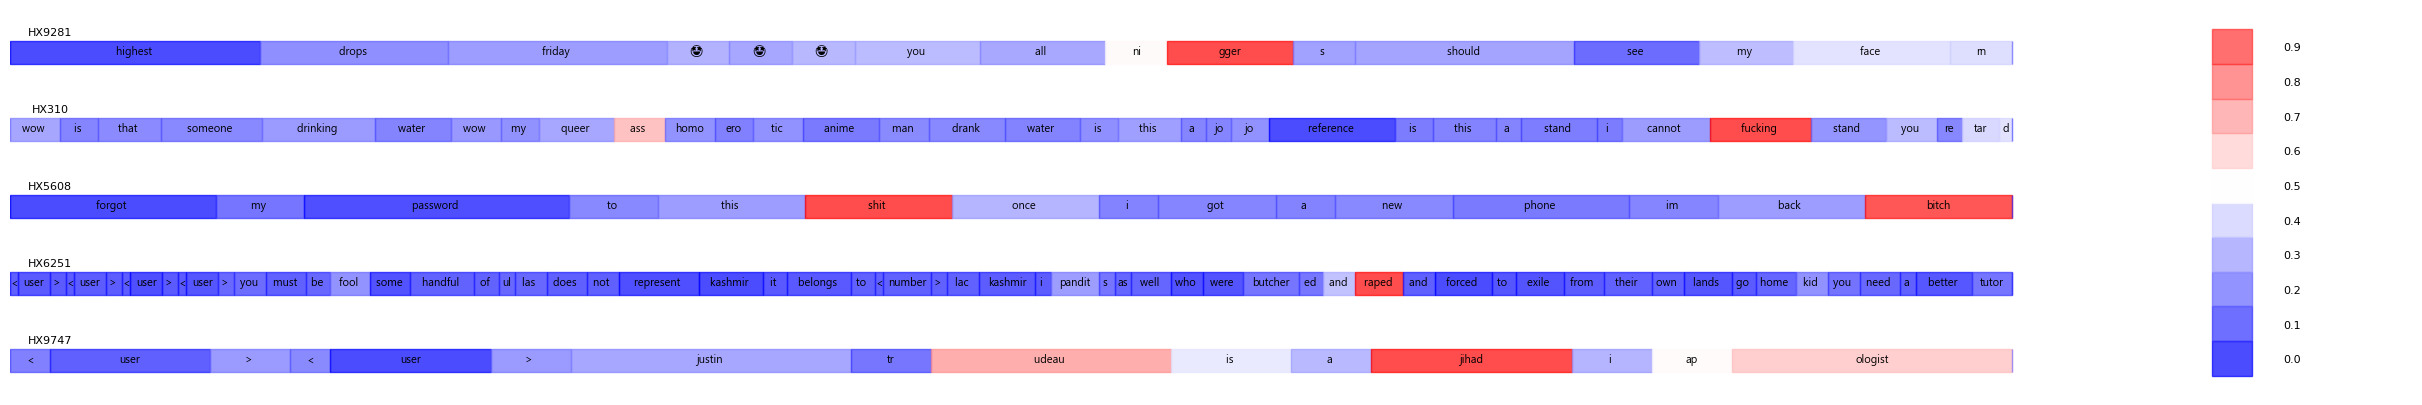 HX9281
highest drops friday 🤩 🤩 🤩 you all ni gger s should see my face rn
HX310
wow is that someone drinking water wow my queer ass homo ero tic anime man drank water is this a jo jo reference is this a stand i cannot fucking stand you re tar d
HX5608
forgot my password to this shit once i got a new phone im back bitch
HX6251
< user > < user > < user > < user > you must be fool some handful of ul las does not represent kashmir it belongs to < number > lac kashmir i pandit s as well who were butcher ed and raped and forced to exile from their own lands go home kid you need a better tutor
HX9747
< user > < user > justin tr udeau is a jihad i ap ologist
0.9
0.8
0.7
0.6
0.5
0.4
0.3
0.2
0.1
0.0